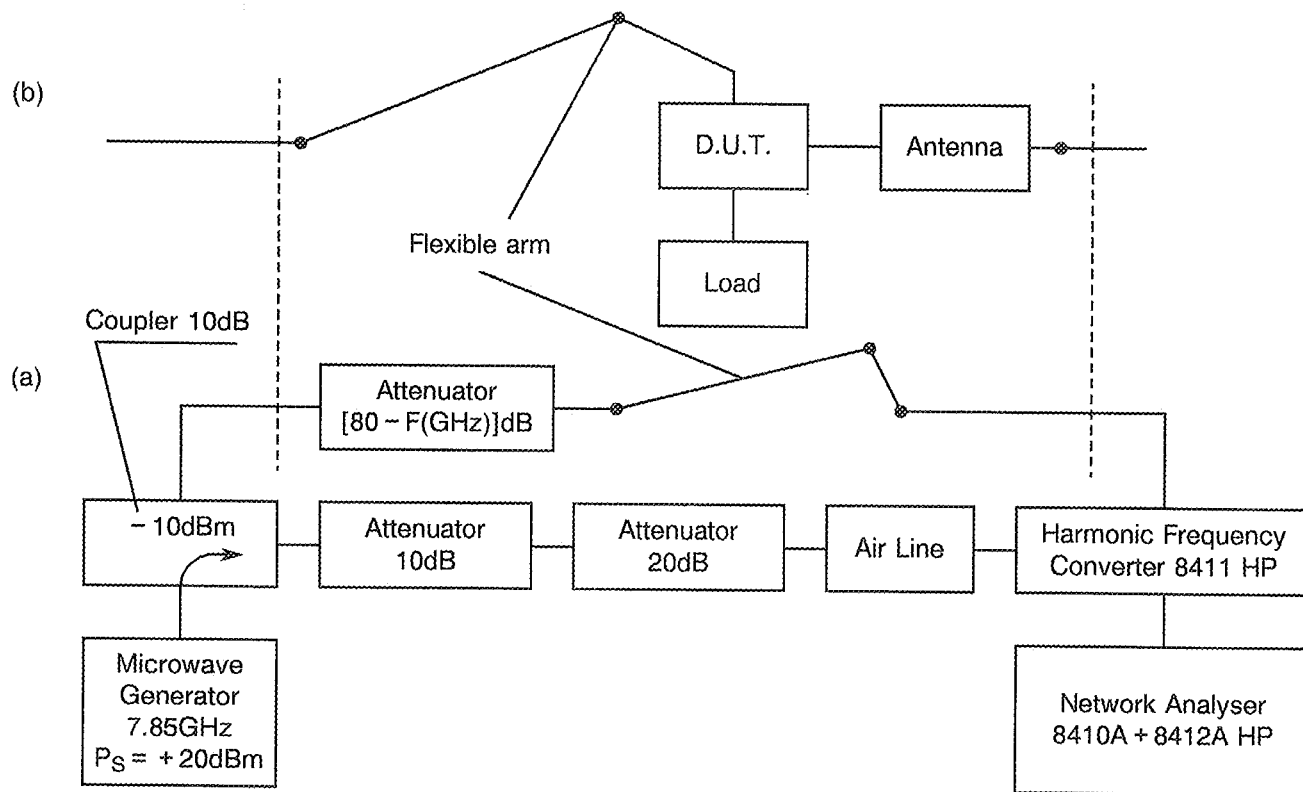 (b)
D.U.T.
Antenna
Flexible arm
Load
Coupler 10dB
(a)
Attenuator
[80 – F(GHz)]dB
– 10dBm
Attenuator
10dB
Attenuator
20dB
Air Line
Harmonic Frequency
Converter 8411 HP
Microwave
Generator
7.85GHz
PS = + 20dBm
Network Analyser
8410A + 8412A HP